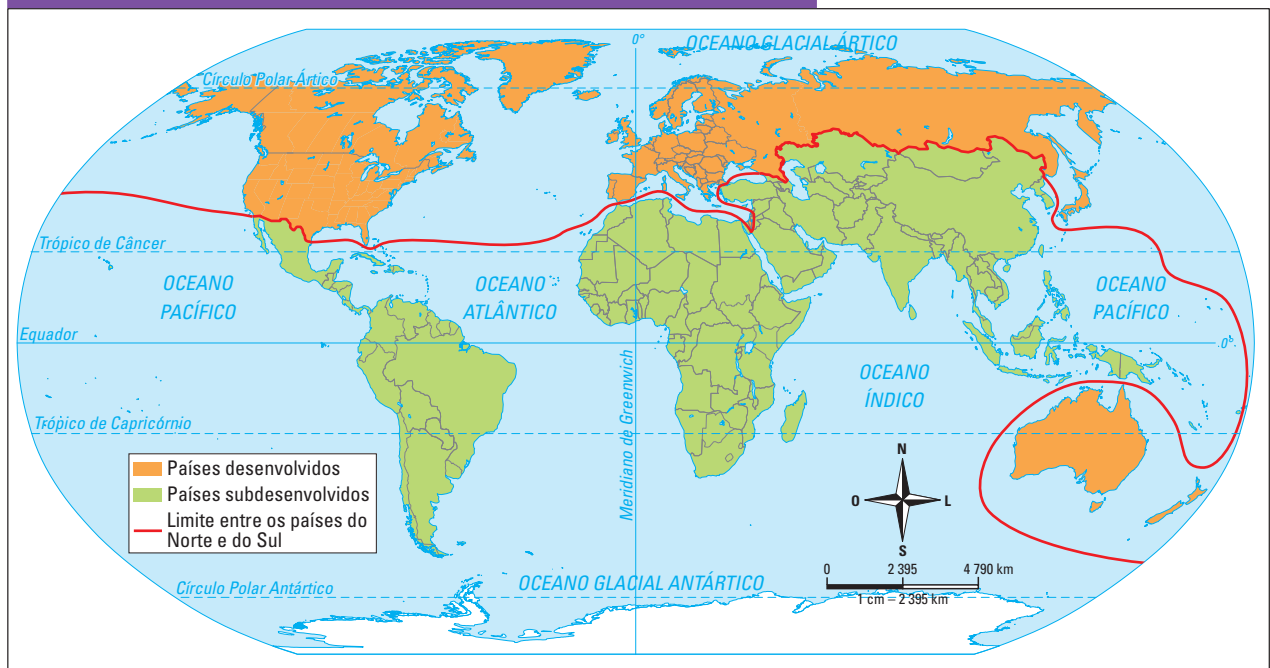 0°
OCEANO GLACIAL ÁRTICO
Círculo Polar Ártico
Trópico de Câncer
OCEANO
PACÍFICO
OCEANO
ATLÂNTICO
OCEANO
PACÍFICO
Equador
0°
OCEANO
ÍNDICO
Meridiano de Greenwich
Trópico de Capricórnio
Países desenvolvidos
Países subdesenvolvidos
Limite entre os países do
Norte e do Sul
N
O
L
S
0 2 395 4 790 km
1 cm – 2 395 km
OCEANO GLACIAL ANTÁRTICO
Círculo Polar Antártico